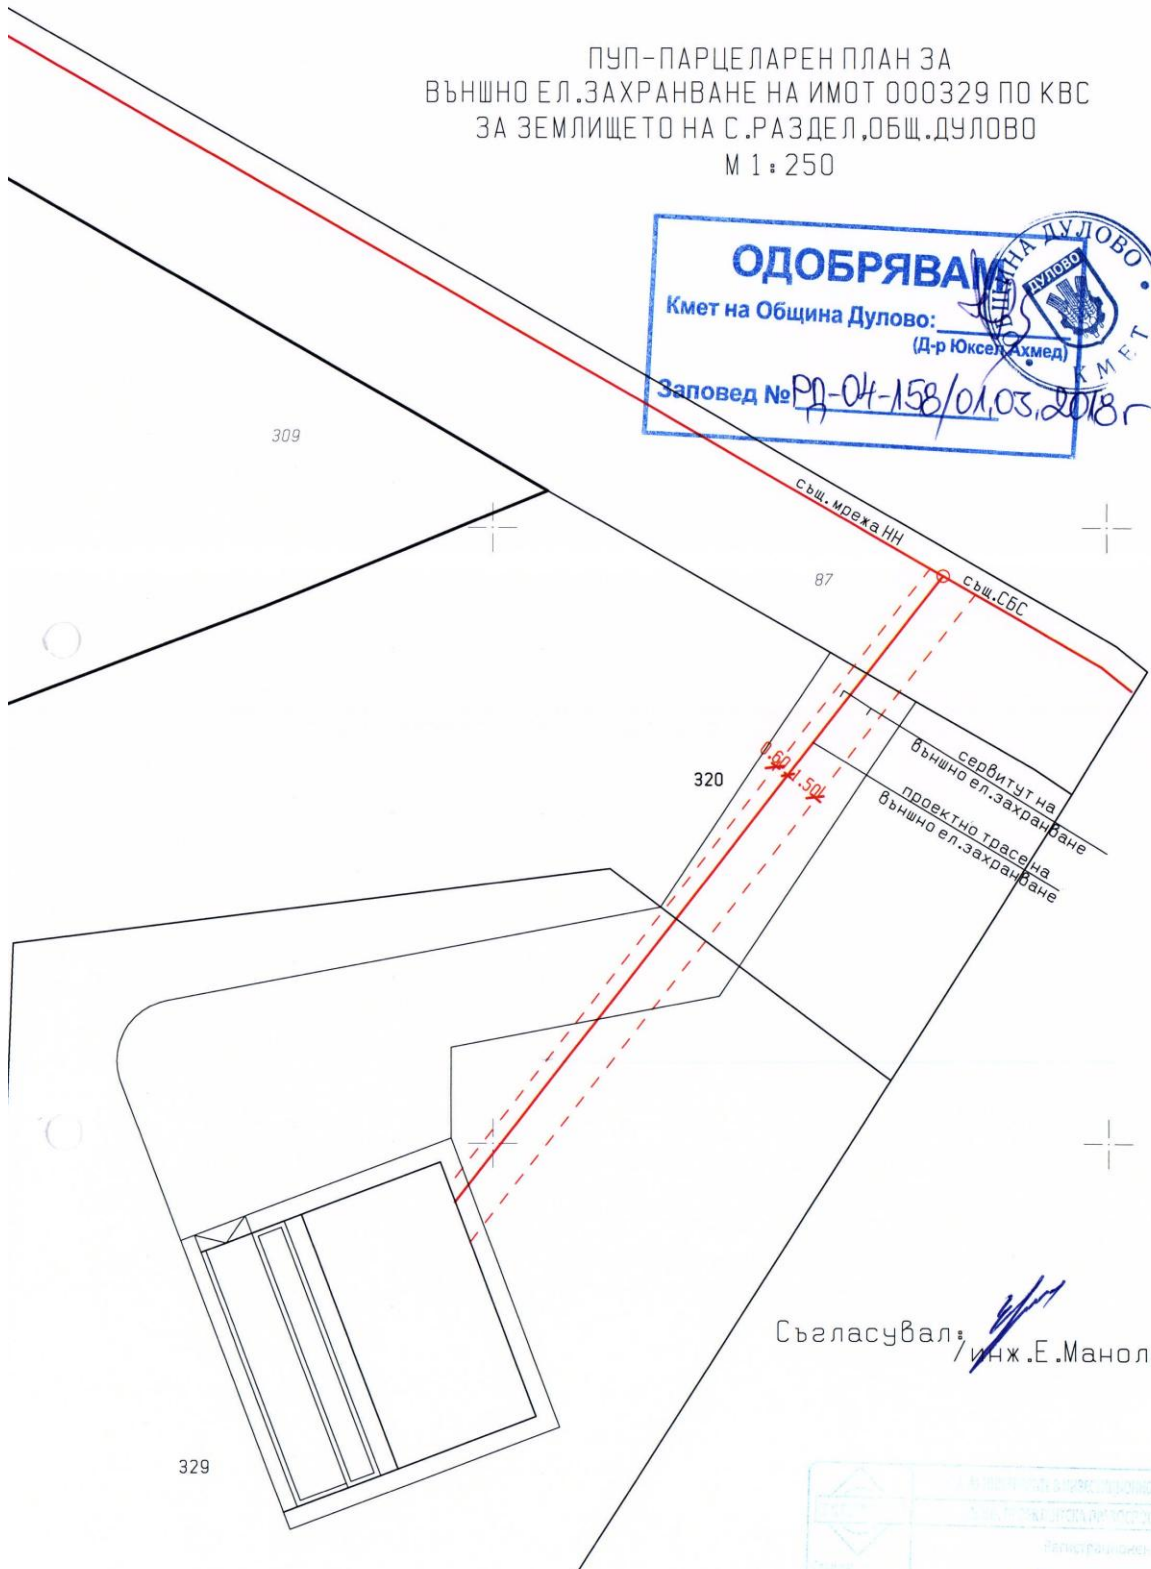 ПУП-ПАРЦЕЛАРЕН ПЛАН ЗА
ВЪНШНО ЕЛ.ЗАХРАНВАНЕ НА ИМОТ 000329 ПО КВС
ЗА ЗЕМЛИЩЕТО НА С.РАЗДЕЛ,ОБЩ.ДУЛОВО
М 1:250
ОДОБРЯВАМ
Кмет на Община Дулово:
(Д-р Юксел Ахмед)
Заповед № РД-04-158/01.03.2018г
ОБЩИНА ДУЛОВО • КМЕТ •
ДУЛОВО
309
същ.мрежа НН
същ.СБС
87
320
0.60
1.50
сервитут на
външно ел.захранване
проектно трасе на
външно ел.захранване
Съгласувал:
/инж.Е.Манол
329